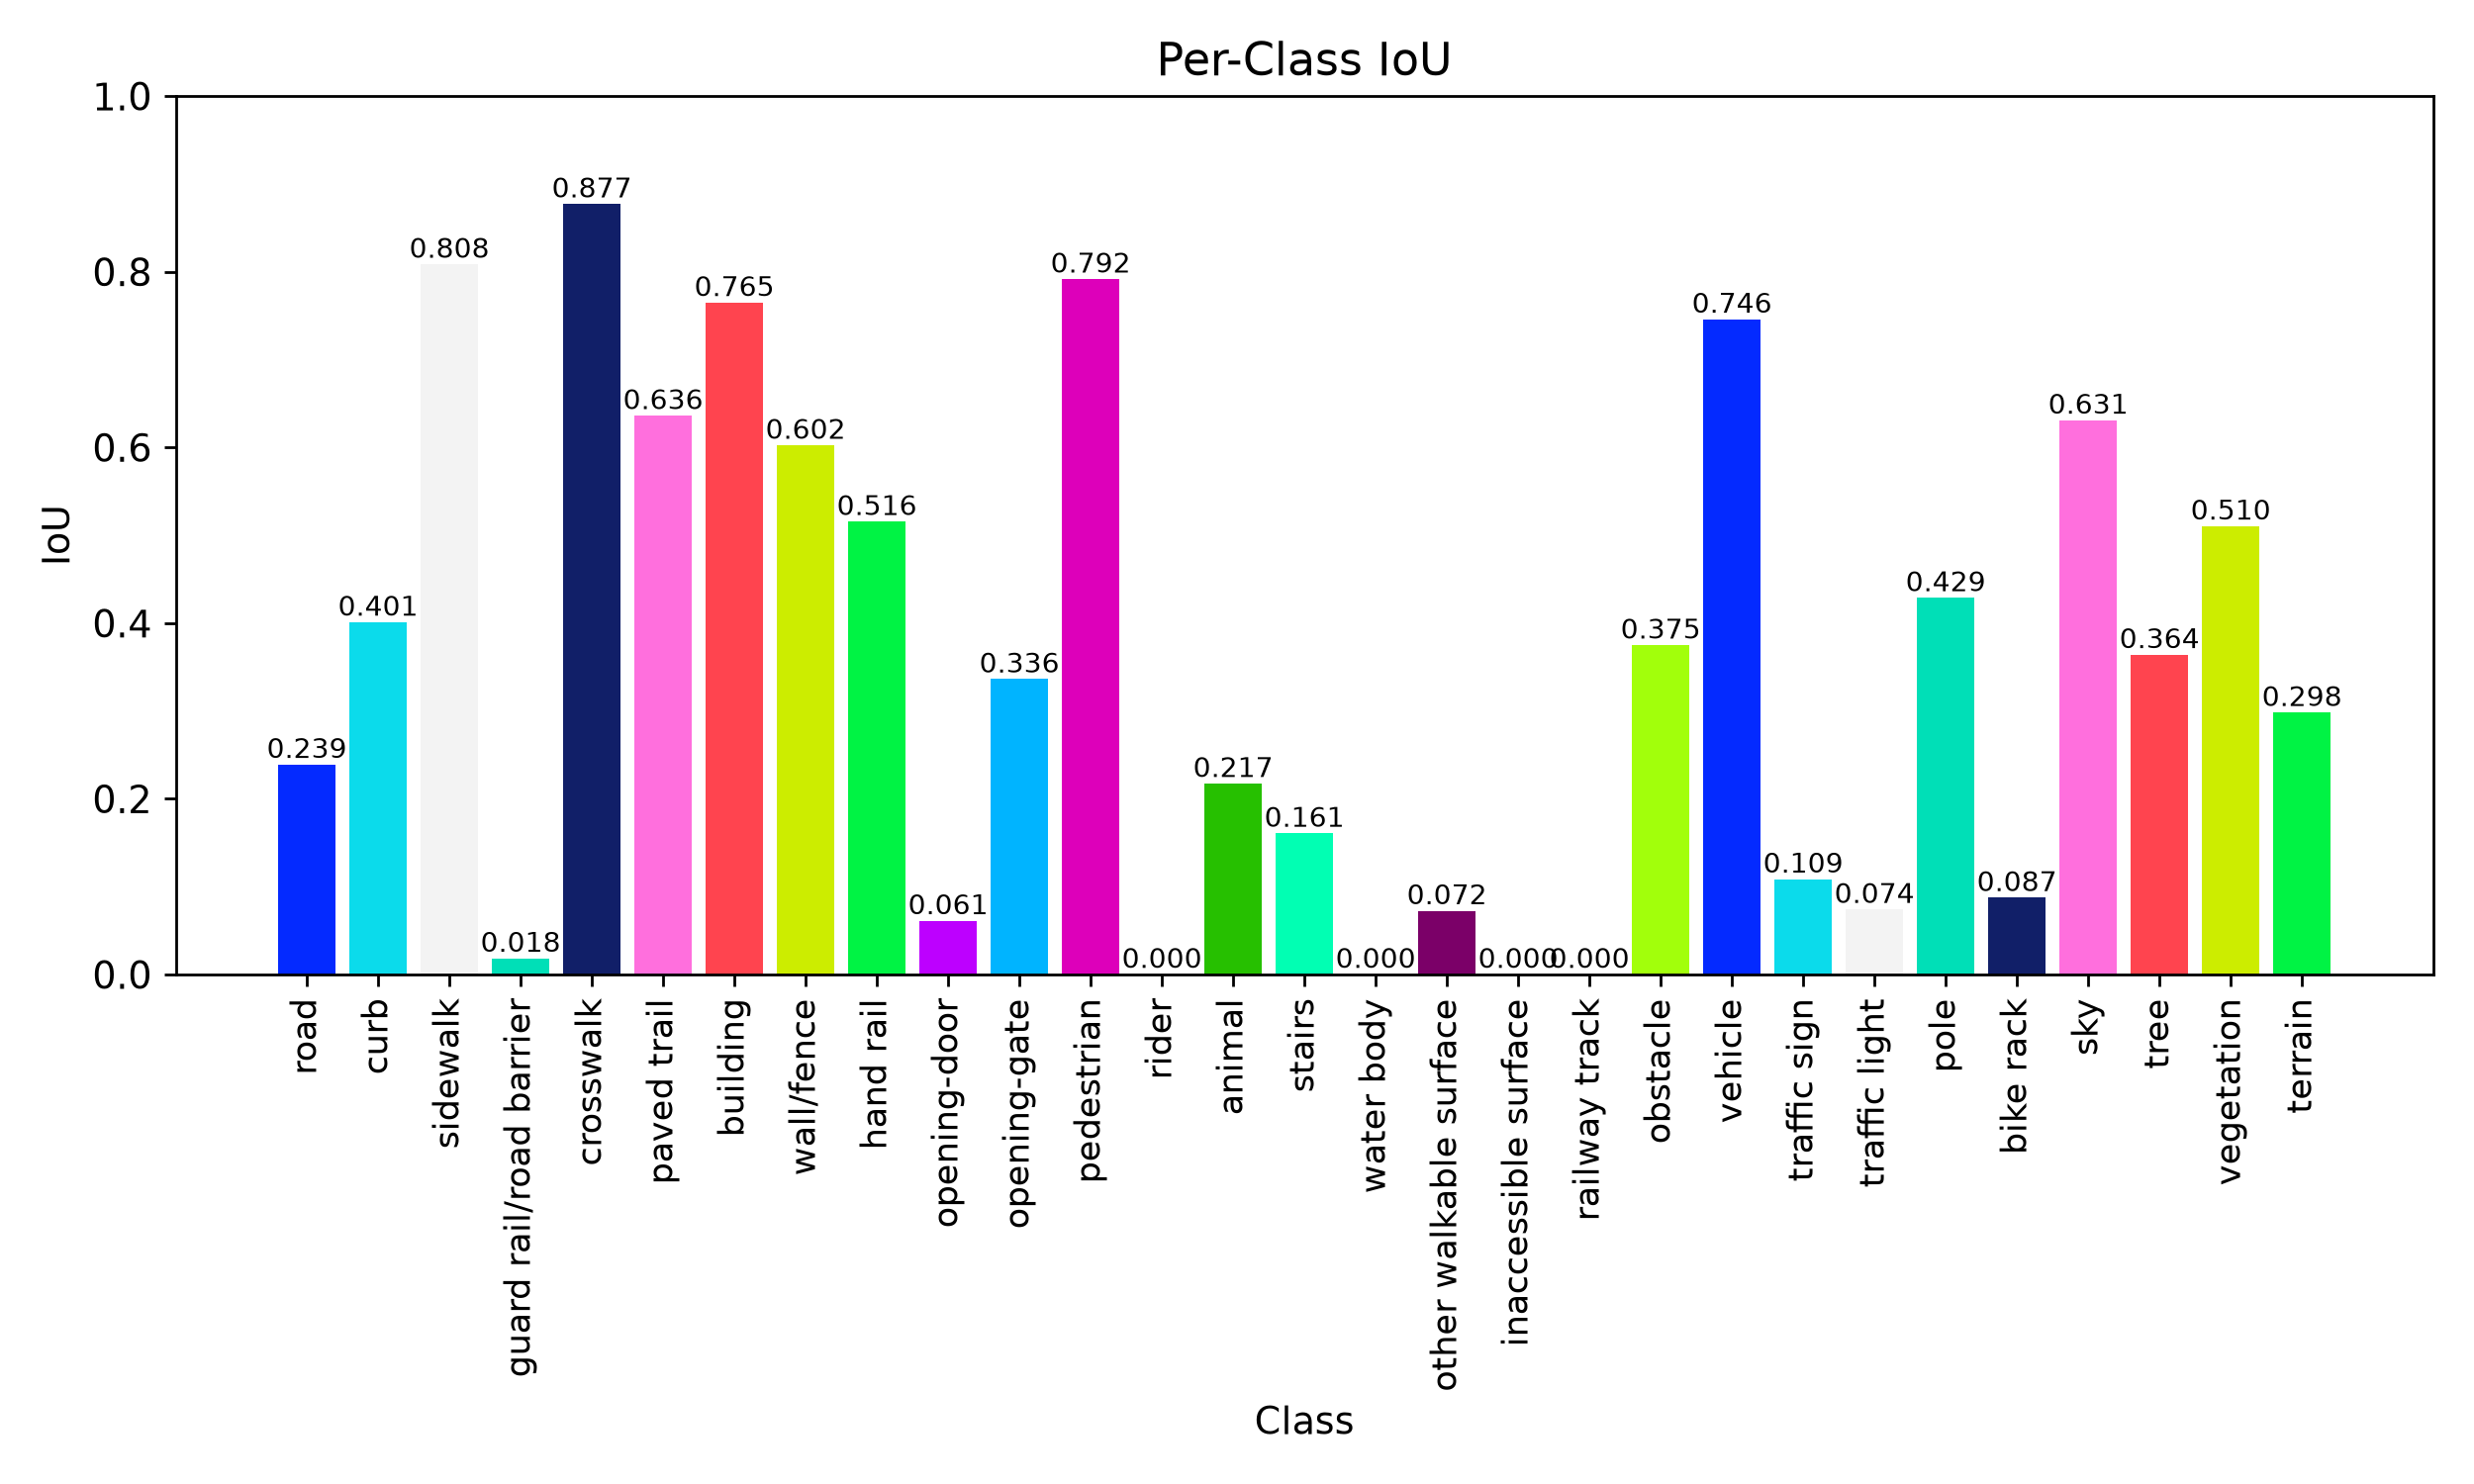 Per-Class IoU
IoU
1.0
0.8
0.6
0.4
0.2
0.0
0.239
0.401
0.808
0.018
0.877
0.636
0.765
0.602
0.516
0.061
0.336
0.792
0.000
0.217
0.161
0.000
0.072
0.000
0.000
0.375
0.746
0.109
0.074
0.429
0.087
0.631
0.364
0.510
0.298
road
curb
sidewalk
guard rail/road barrier
crosswalk
paved trail
building
wall/fence
hand rail
opening-door
opening-gate
pedestrian
rider
animal
stairs
water body
other walkable surface
inaccessible surface
railway track
obstacle
vehicle
traffic sign
traffic light
pole
bike rack
sky
tree
vegetation
terrain
Class